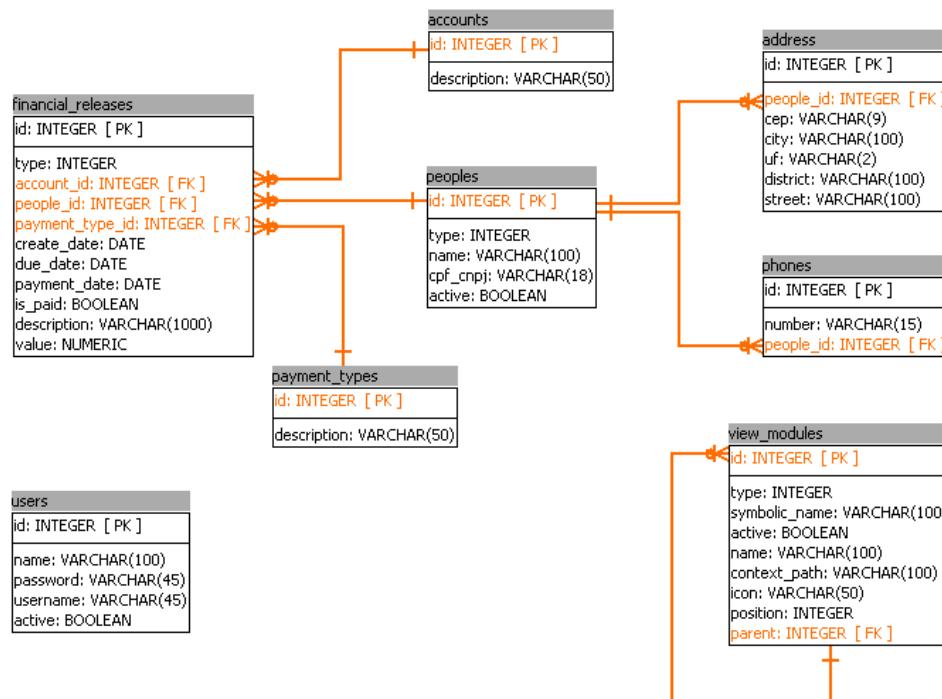 accounts
id: INTEGER [ PK ]
description: VARCHAR(50)
address
id: INTEGER [ PK ]
people_id: INTEGER [ FK ]
cep: VARCHAR(9)
city: VARCHAR(100)
uf: VARCHAR(2)
district: VARCHAR(100)
street: VARCHAR(100)
financial_releases
id: INTEGER [ PK ]
type: INTEGER
account_id: INTEGER [ FK ]
people_id: INTEGER [ FK ]
payment_type_id: INTEGER [ FK ]
create_date: DATE
due_date: DATE
payment_date: DATE
is_paid: BOOLEAN
description: VARCHAR(1000)
value: NUMERIC
peoples
id: INTEGER [ PK ]
type: INTEGER
name: VARCHAR(100)
cpf_cnpj: VARCHAR(18)
active: BOOLEAN
phones
id: INTEGER [ PK ]
number: VARCHAR(15)
people_id: INTEGER [ FK ]
payment_types
id: INTEGER [ PK ]
description: VARCHAR(50)
view_modules
id: INTEGER [ PK ]
type: INTEGER
symbolic_name: VARCHAR(100
active: BOOLEAN
name: VARCHAR(100)
context_path: VARCHAR(100)
icon: VARCHAR(50)
position: INTEGER
parent: INTEGER [ FK ]
users
id: INTEGER [ PK ]
name: VARCHAR(100)
password: VARCHAR(45)
username: VARCHAR(45)
active: BOOLEAN